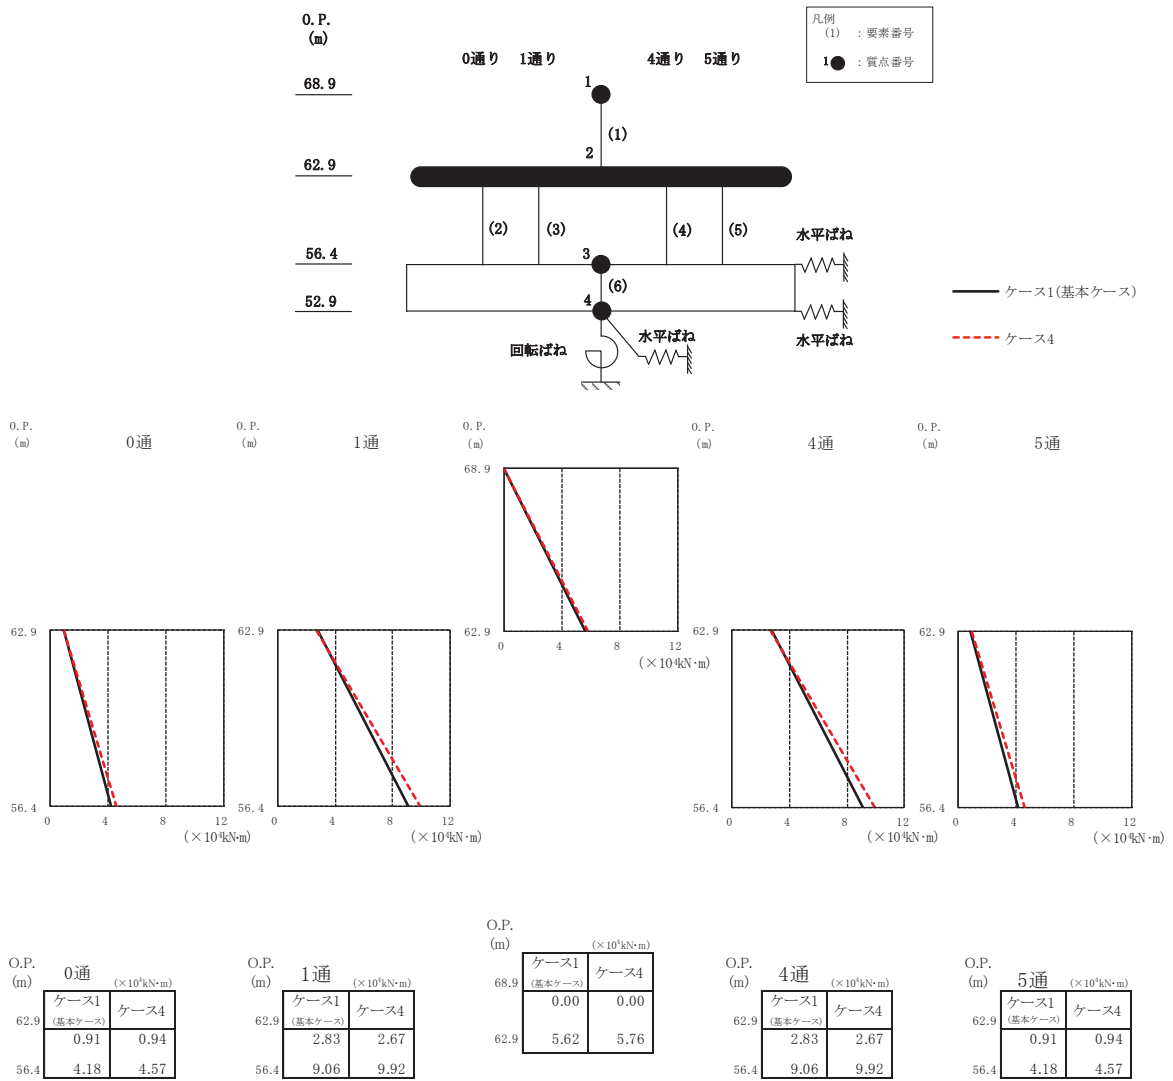 O.P.
(m)
凡例
(1) : 要素番号
1 : 質点番号
0通り 1通り 4通り 5通り
68.9
1
(1)
2
62.9
(2) (3) (4) (5)
水平ばね
56.4
3
(6)
52.9
4
水平ばね
水平ばね
回転ばね
ケース1(基本ケース)
ケース4
O.P.
(m)
0通
62.9
56.4
0 4 8 12
(×10⁴kN·m)
O.P.
(m)
1通
62.9
56.4
0 4 8 12
(×10⁴kN·m)
O.P.
(m)
68.9
62.9
0 4 8 12
(×10⁴kN·m)
O.P.
(m)
4通
62.9
56.4
0 4 8 12
(×10⁴kN·m)
O.P.
(m)
5通
62.9
56.4
0 4 8 12
(×10⁴kN·m)
O.P.
(m)
0通
(×10⁴kN·m)
ケース1
(基本ケース)
ケース4
62.9
0.91 0.94
56.4 4.18 4.57
O.P.
(m)
1通
(×10⁴kN·m)
ケース1
(基本ケース)
ケース4
62.9
2.83 2.67
56.4 9.06 9.92
O.P.
(m)
(×10⁴kN·m)
ケース1
(基本ケース)
ケース4
68.9
0.00 0.00
62.9 5.62 5.76
O.P.
(m)
4通
(×10⁴kN·m)
ケース1
(基本ケース)
ケース4
62.9
2.83 2.67
56.4 9.06 9.92
O.P.
(m)
5通
(×10⁴kN·m)
ケース1
(基本ケース)
ケース4
62.9
0.91 0.94
56.4 4.18 4.57